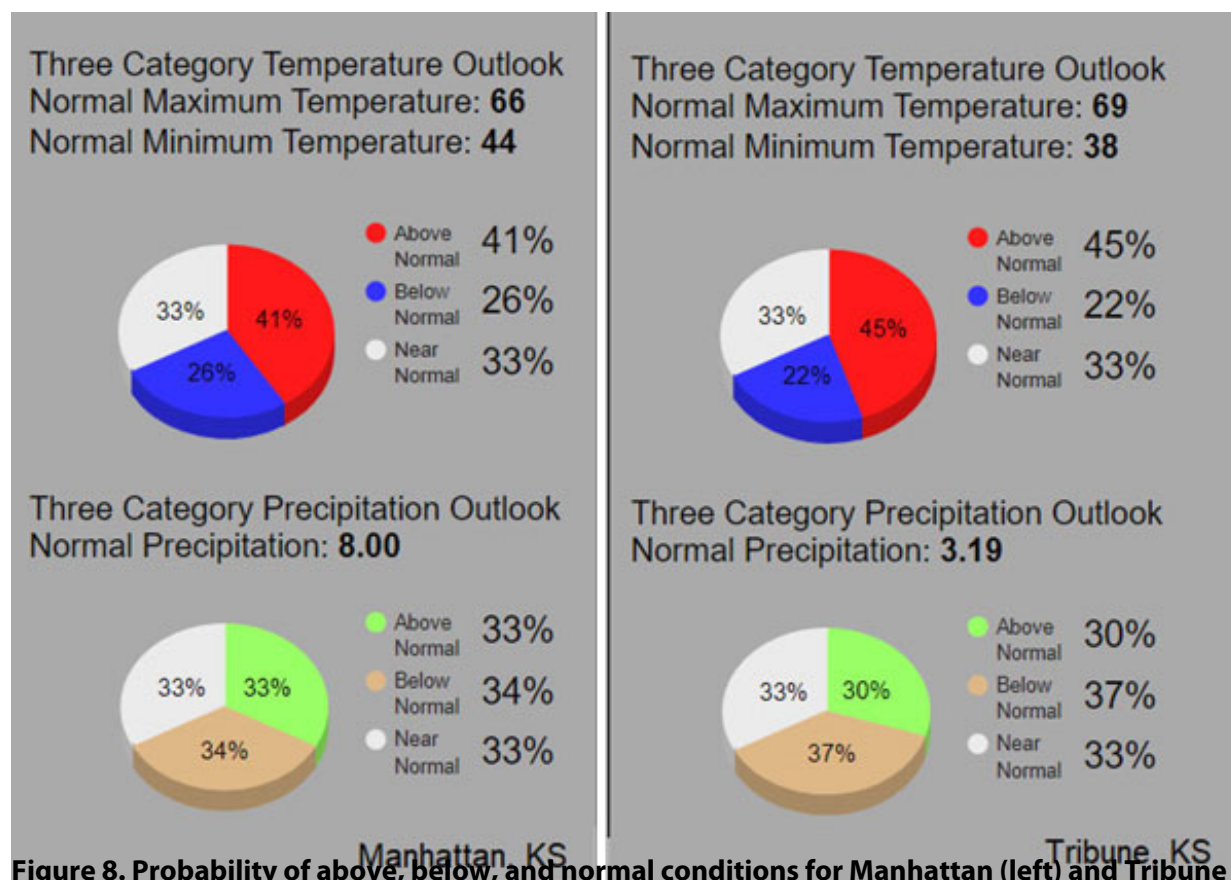 Three Category Temperature Outlook
Normal Maximum Temperature: 66
Normal Minimum Temperature: 44
Above
Normal
41%
Below
Normal
26%
Near
Normal
33%
33%
41%
26%
Three Category Precipitation Outlook
Normal Precipitation: 8.00
Above
Normal
33%
Below
Normal
34%
Near
Normal
33%
33%
33%
34%
Manhattan, KS
Three Category Temperature Outlook
Normal Maximum Temperature: 69
Normal Minimum Temperature: 38
Above
Normal
45%
Below
Normal
22%
Near
Normal
33%
33%
45%
22%
Three Category Precipitation Outlook
Normal Precipitation: 3.19
Above
Normal
30%
Below
Normal
37%
Near
Normal
33%
33%
30%
37%
Tribune, KS
Figure 8. Probability of above, below, and normal conditions for Manhattan (left) and Tribune